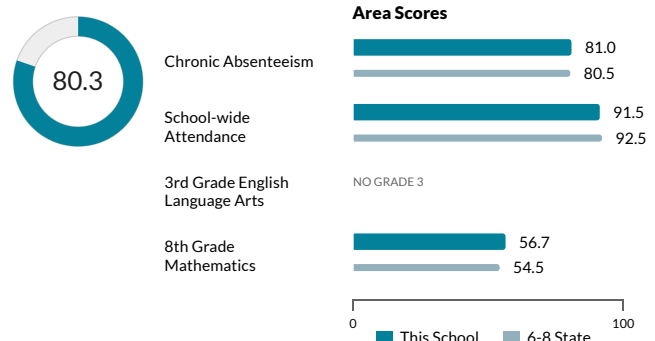 Area Scores
80.3
Chronic Absenteeism
81.0
80.5
School-wide
Attendance
91.5
92.5
3rd Grade English
Language Arts
NO GRADE 3
8th Grade
Mathematics
56.7
54.5
0
100
This School
6-8 State